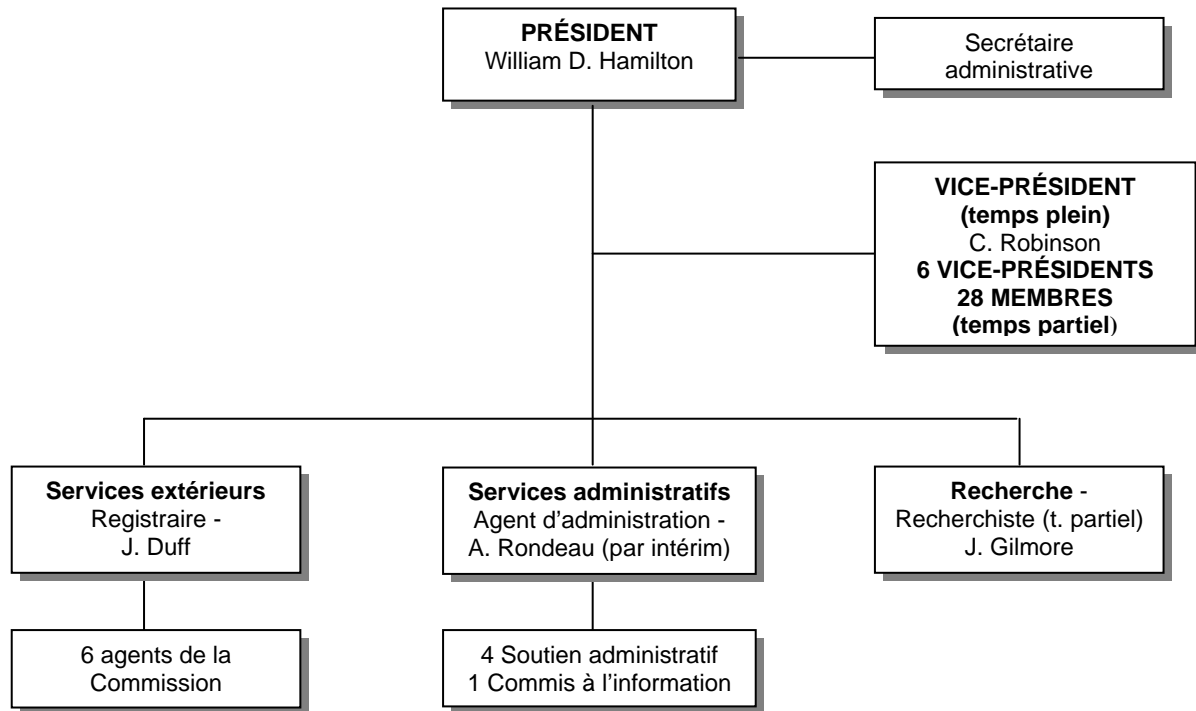 PRÉSIDENT
William D. Hamilton
Secrétaire
administrative
VICE-PRÉSIDENT
(temps plein)
C. Robinson
6 VICE-PRÉSIDENTS
28 MEMBRES
(temps partiel)
Services extérieurs
Registraire -
J. Duff
Services administratifs
Agent d'administration -
A. Rondeau (par intérim)
Recherche -
Recherchiste (t. partiel)
J. Gilmore
6 agents de la
Commission
4 Soutien administratif
1 Commis à l'information